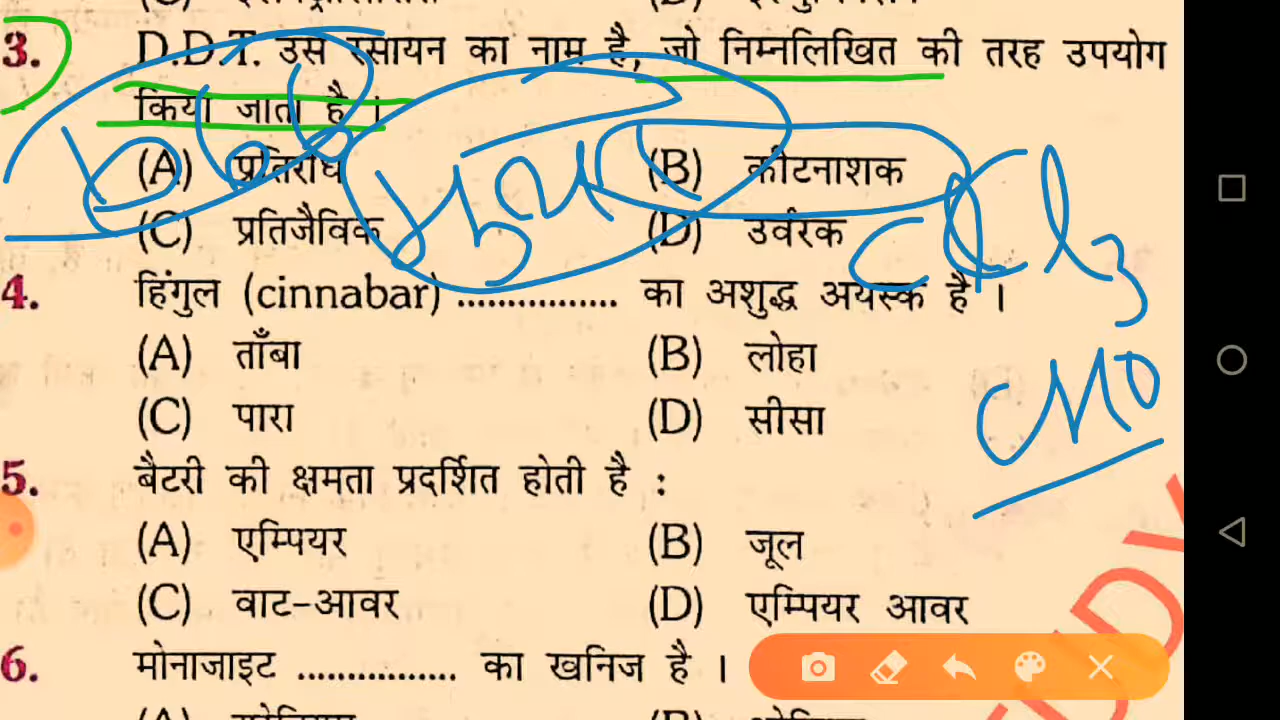 3. D.D.T. उस रसायन का नाम है, जो निम्नलिखित की तरह उपयोग
किया जाता है ।
(A) प्रतिरोध (B) कीटनाशक
(C) प्रतिजैविक (D) उर्वरक
CCl3
4. हिंगुल (cinnabar) ................ का अशुद्ध अयस्क है ।
(A) ताँबा (B) लोहा
(C) पारा (D) सीसा
5. बैटरी की क्षमता प्रदर्शित होती है :
(A) एम्पियर (B) जूल
(C) वाट-आवर (D) एम्पियर आवर
6. मोनाजाइट ................ का खनिज है ।